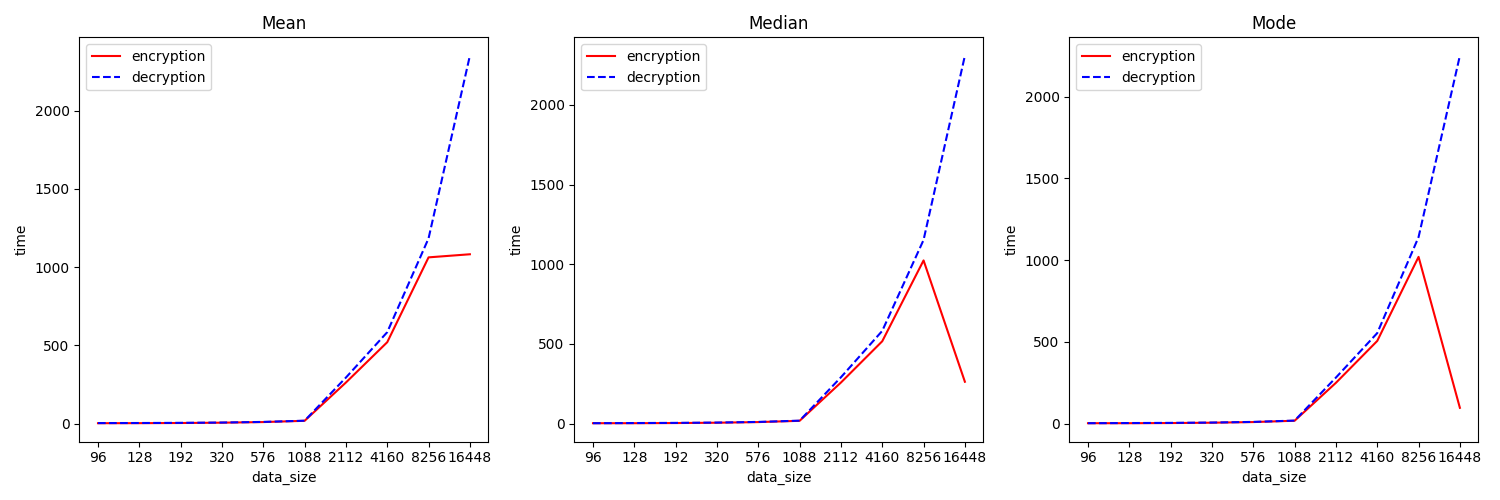 Mean
encryption
decryption
time
2000
1500
1000
500
0
96 128 192 320 576 1088 2112 4160 8256 16448
data_size
Median
encryption
decryption
time
2000
1500
1000
500
0
96 128 192 320 576 1088 2112 4160 8256 16448
data_size
Mode
encryption
decryption
time
2000
1500
1000
500
0
96 128 192 320 576 1088 2112 4160 8256 16448
data_size